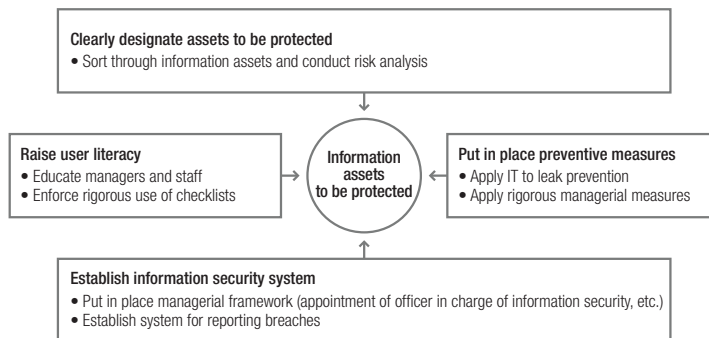 Clearly designate assets to be protected
• Sort through information assets and conduct risk analysis
Raise user literacy
• Educate managers and staff
• Enforce rigorous use of checklists
Information
assets
to be protected
Put in place preventive measures
• Apply IT to leak prevention
• Apply rigorous managerial measures
Establish information security system
• Put in place managerial framework (appointment of officer in charge of information security, etc.)
• Establish system for reporting breaches